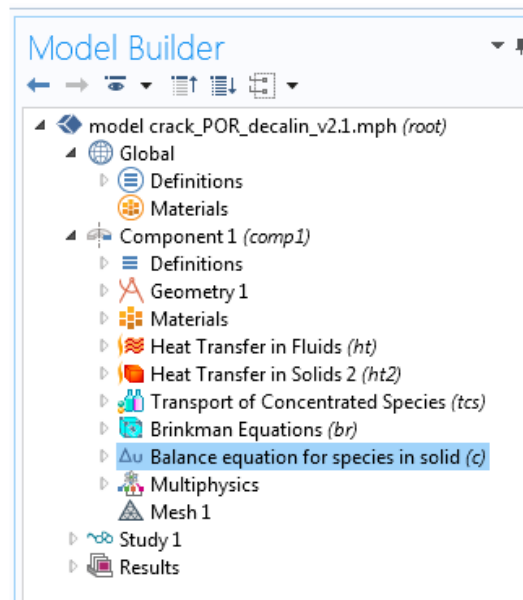 Model Builder
model crack_POR_decalin_v2.1.mph (root)
Global
Definitions
Materials
Component 1 (comp1)
Definitions
Geometry 1
Materials
Heat Transfer in Fluids (ht)
Heat Transfer in Solids 2 (ht2)
Transport of Concentrated Species (tcs)
Brinkman Equations (br)
Δu Balance equation for species in solid (c)
Multiphysics
Mesh 1
Study 1
Results